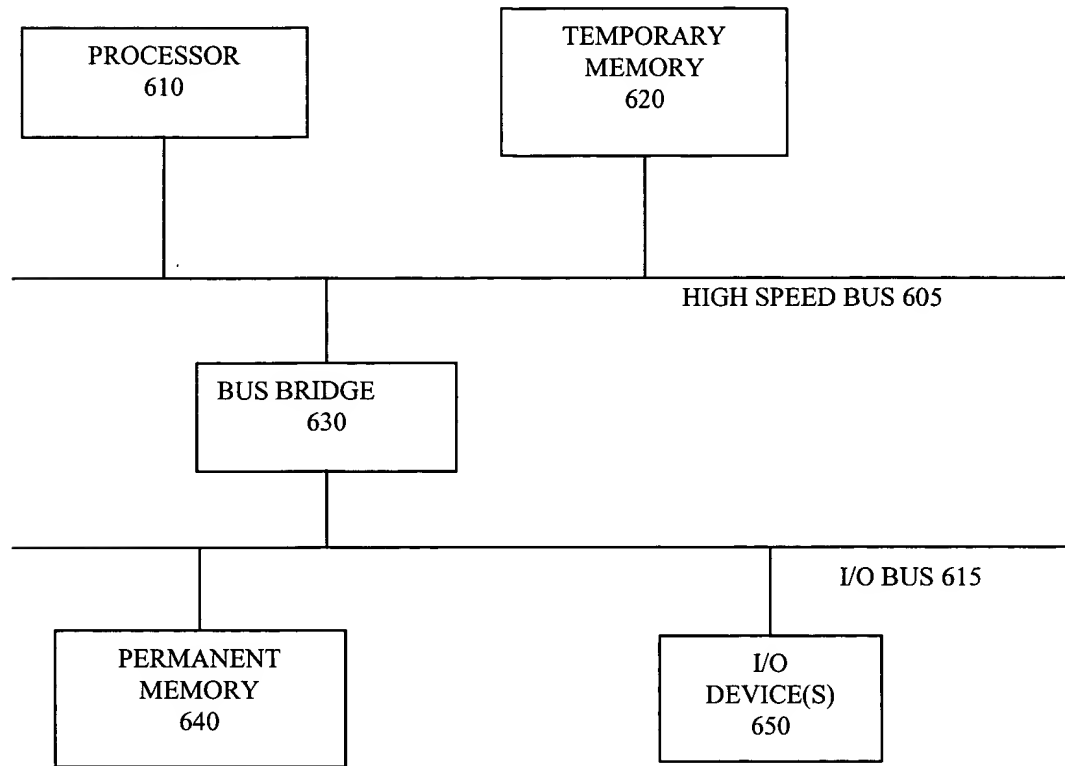 PROCESSOR
610
TEMPORARY
MEMORY
620
HIGH SPEED BUS 605
BUS BRIDGE
630
I/O BUS 615
PERMANENT
MEMORY
640
I/O
DEVICE(S)
650